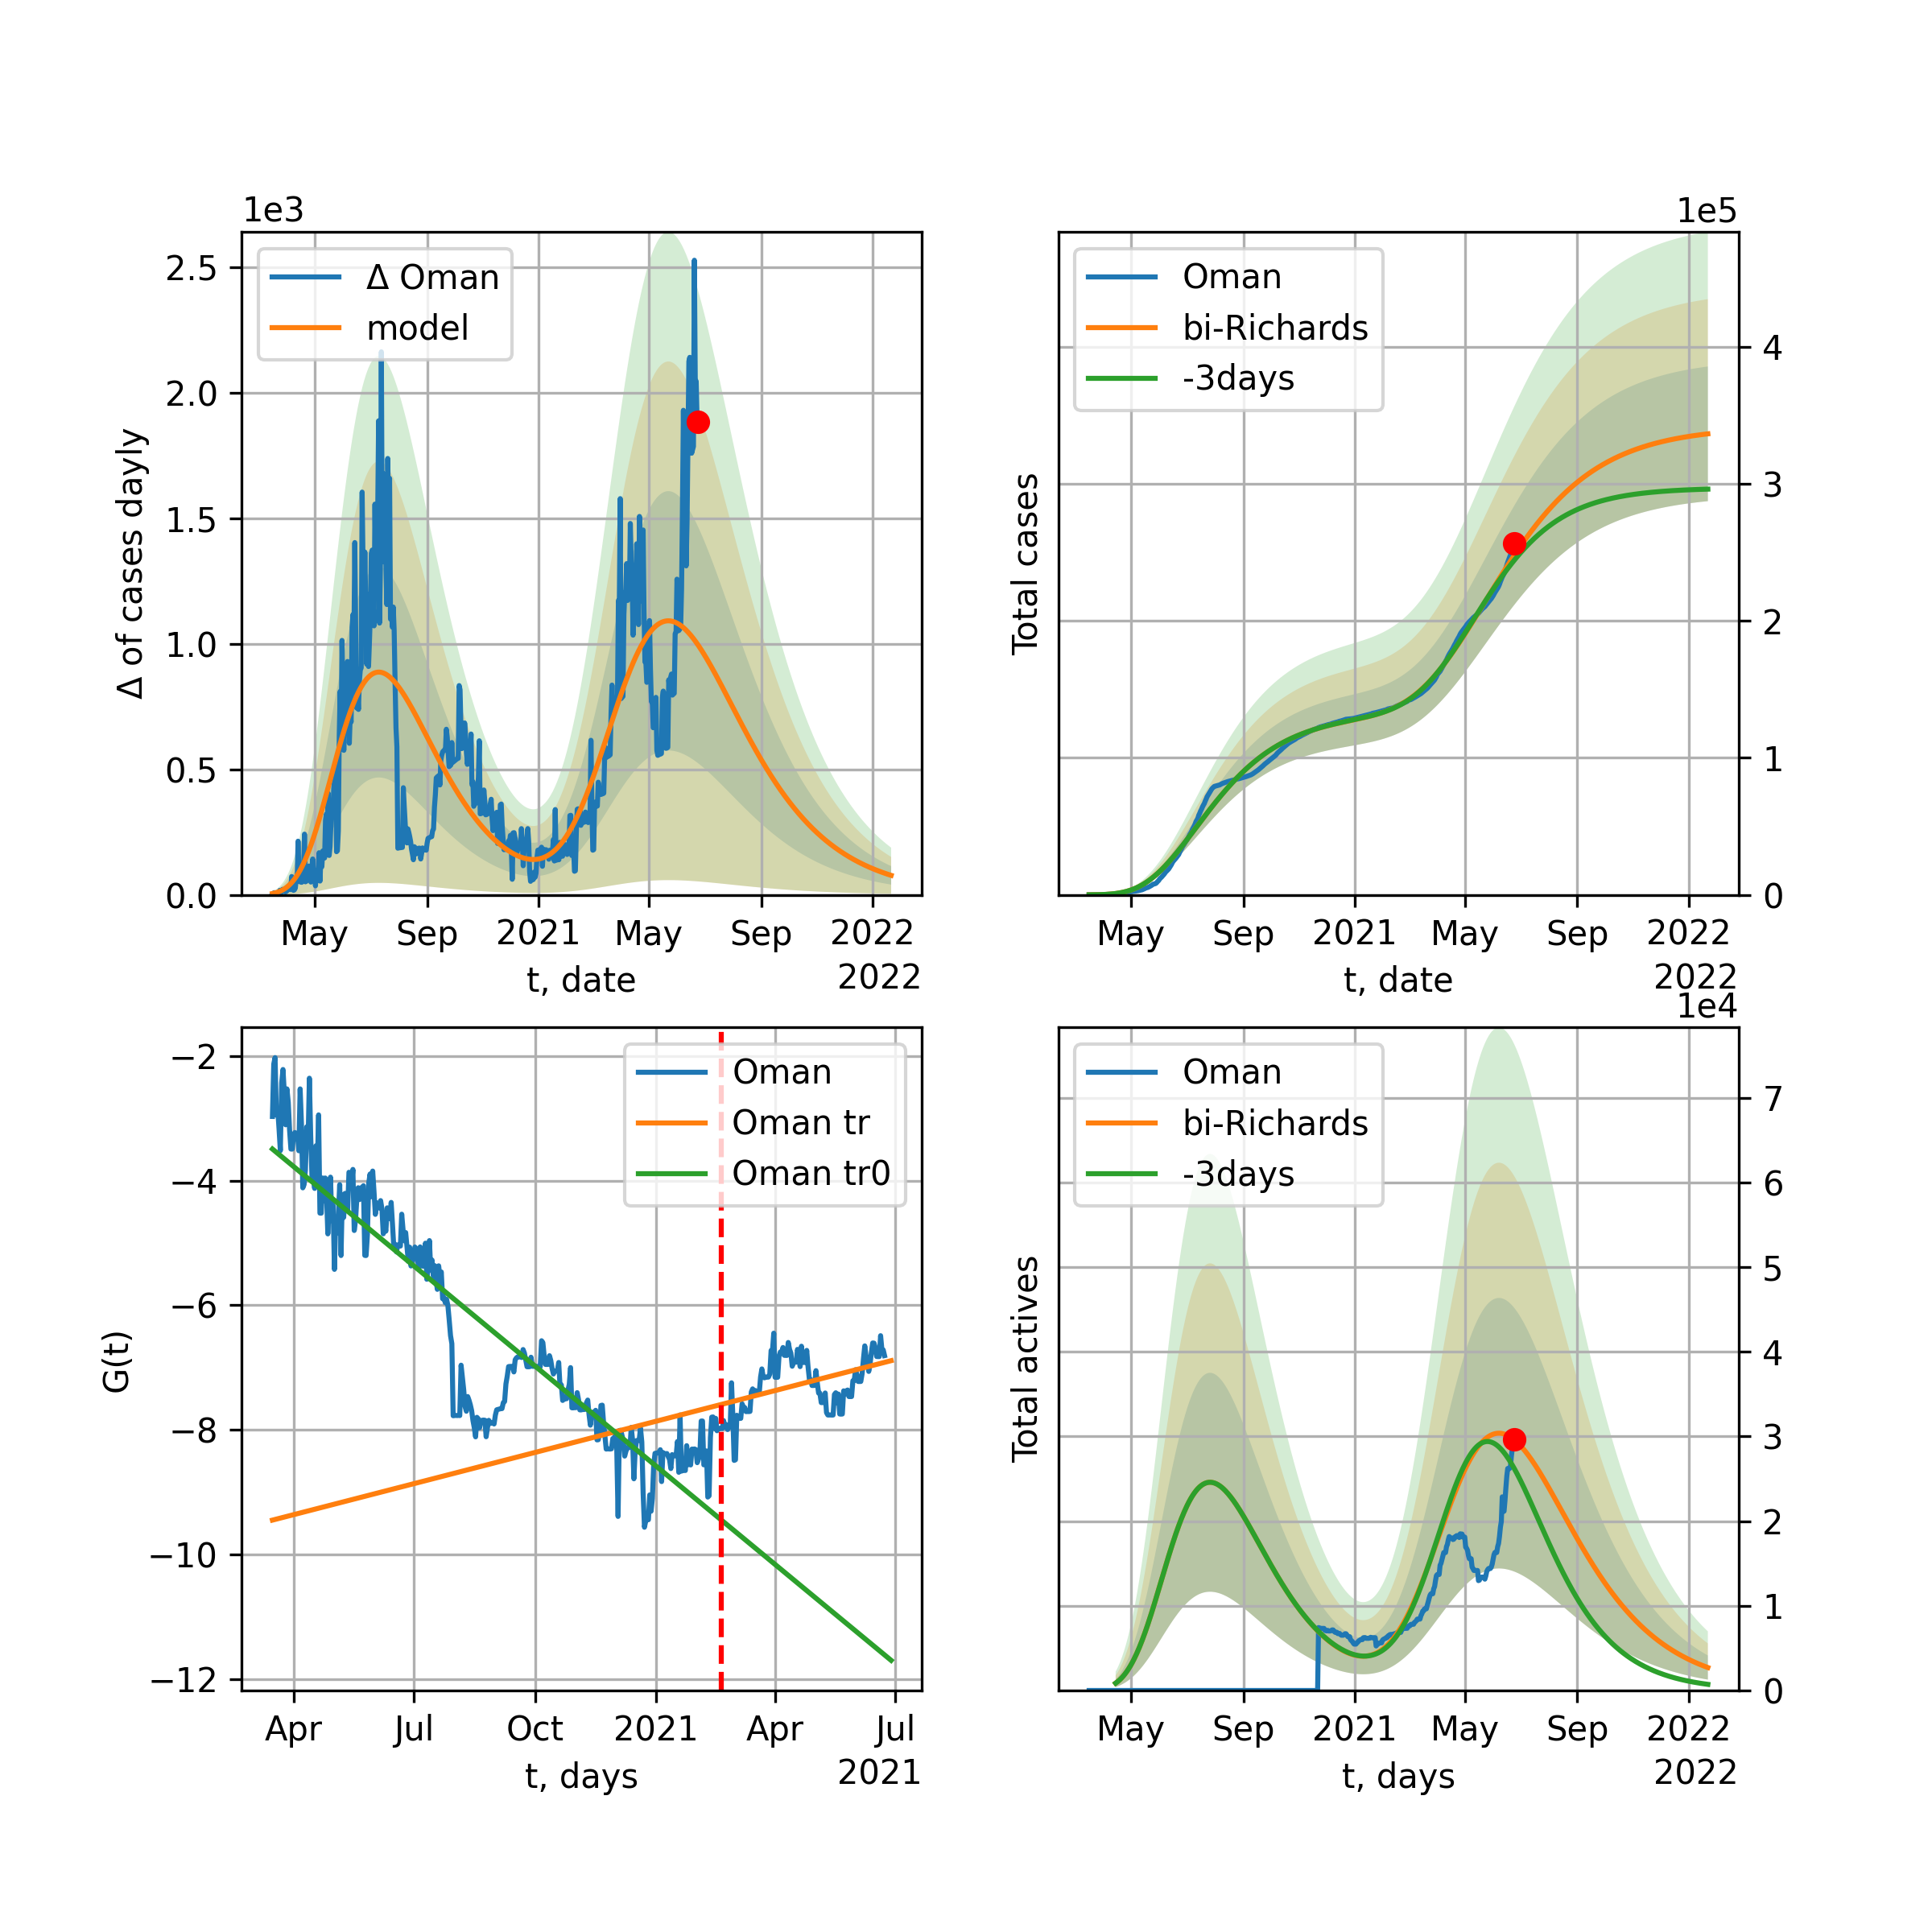 1e3
Δ of cases dayly
2.5
2.0
1.5
1.0
0.5
0.0
Δ Oman
model
May Sep 2021 May Sep 2022
t, date
2022
1e5
Total cases
Oman
bi-Richards
-3days
4
3
2
1
0
May Sep 2021 May Sep 2022
t, date
2022
G(t)
−2
−4
−6
−8
−10
−12
Oman
Oman tr
Oman tr0
Apr Jul Oct 2021 Apr Jul
t, days
2021
1e4
Total actives
Oman
bi-Richards
-3days
7
6
5
4
3
2
1
0
May Sep 2021 May Sep 2022
t, days
2022